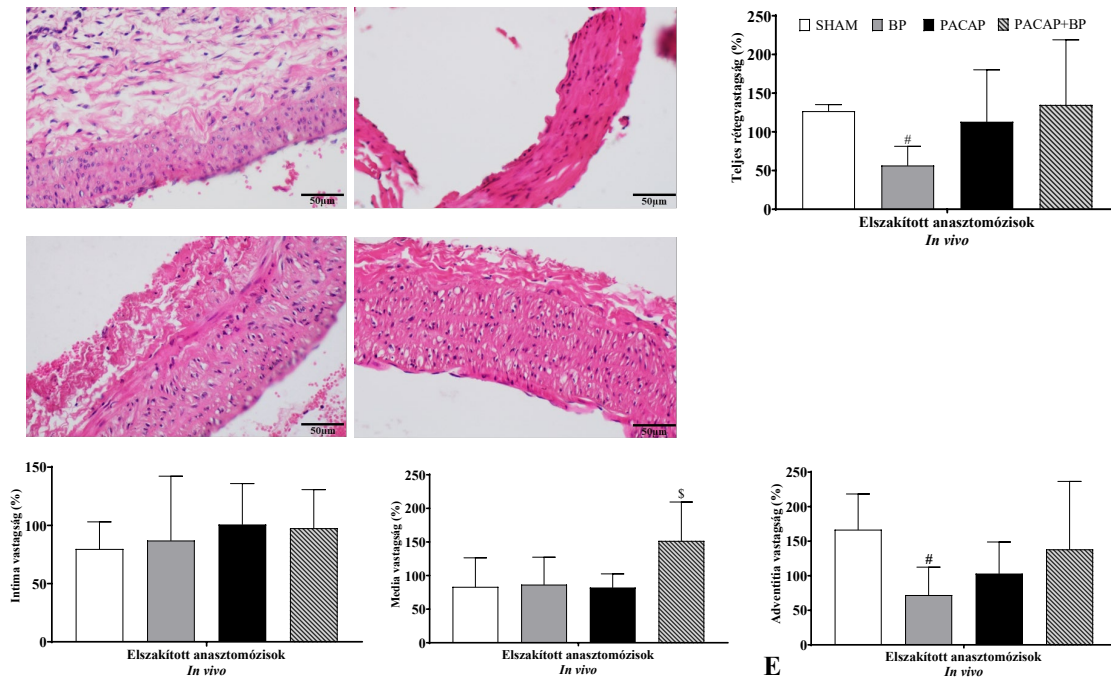 50µm
50µm
250
200
150
100
50
0
Teljes rétegvastagság (%)
SHAM BP PACAP PACAP+BP
#
Elszakított anasztomózisok
In vivo
50µm
50µm
150
100
50
0
Intima vastagság (%)
Elszakított anasztomózisok
In vivo
250
200
150
100
50
0
Media vastagság (%)
$
Elszakított anasztomózisok
In vivo
250
200
150
100
50
0
Adventitia vastagság (%)
#
Elszakított anasztomózisok
In vivo
E